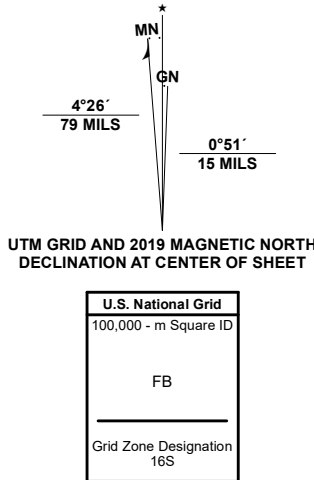 MN
GN
4°26´
79 MILS
0°51´
15 MILS
UTM GRID AND 2019 MAGNETIC NORTH
DECLINATION AT CENTER OF SHEET
U.S. National Grid
100,000 - m Square ID
FB
Grid Zone Designation
16S